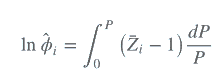 ln φ̂ᵢ = ∫₀ᴾ (Z̄ᵢ − 1) dP/P